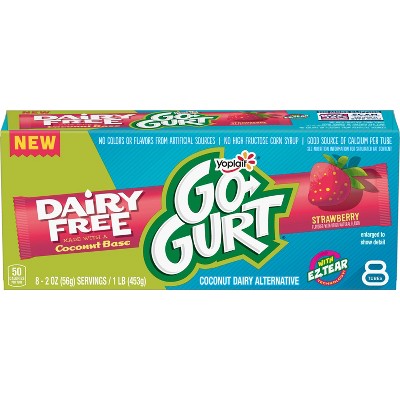 NEW
NO COLORS OR FLAVORS FROM ARTIFICIAL SOURCES | NO HIGH FRUCTOSE CORN SYRUP | GOOD SOURCE OF CALCIUM PER TUBE
Yoplait
GO-GURT
DAIRY
FREE
MADE WITH A
Coconut Base
STRAWBERRY
enlarged to
show detail
50
8 - 2 OZ (56g) SERVINGS / 1 LB (453g)
COCONUT DAIRY ALTERNATIVE
WITH
EZ TEAR
8
TUBES